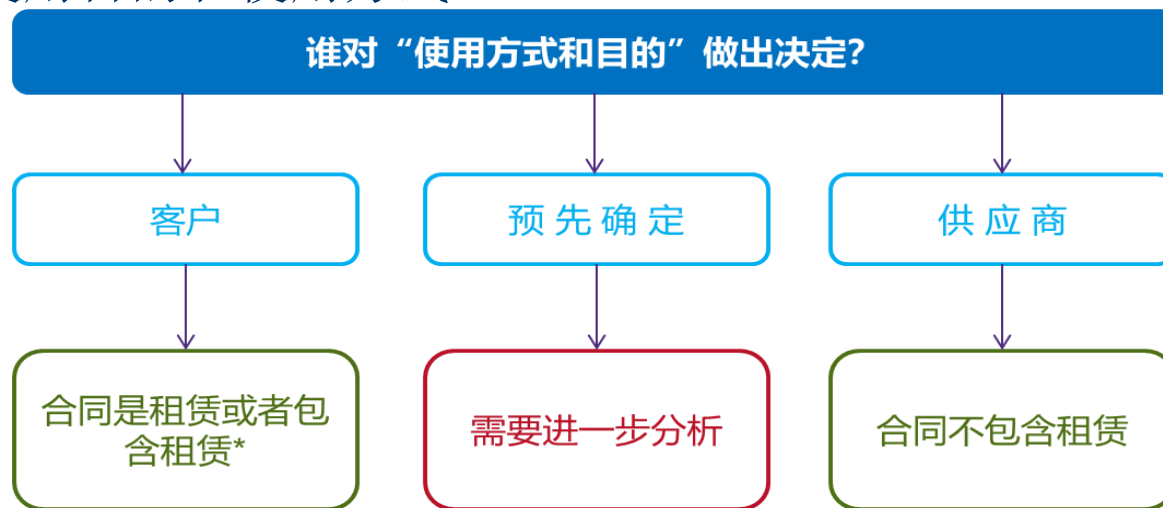 谁对“使用方式和目的”做出决定?
客户
预 先 确 定
供 应 商
合同是租赁或者包
含租赁*
需要进一步分析
合同不包含租赁